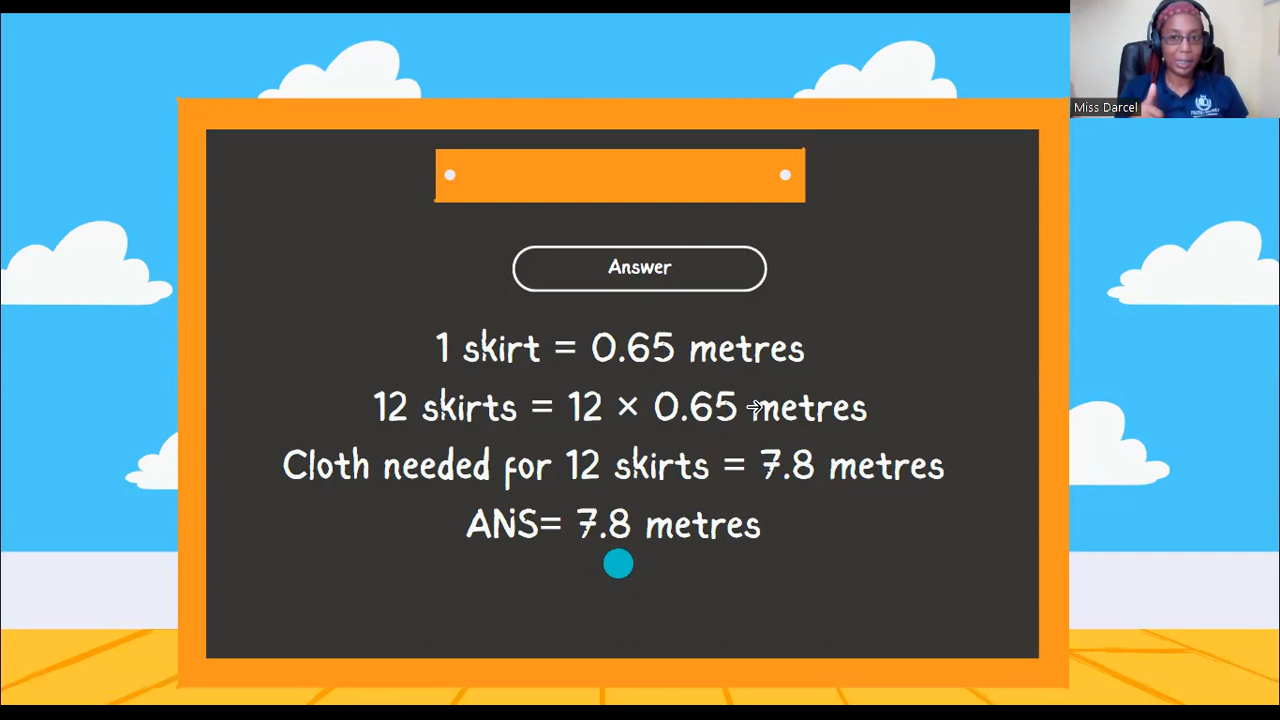 Miss Darcel
Answer
1 skirt = 0.65 metres
12 skirts = 12 × 0.65 metres
Cloth needed for 12 skirts = 7.8 metres
ANS= 7.8 metres